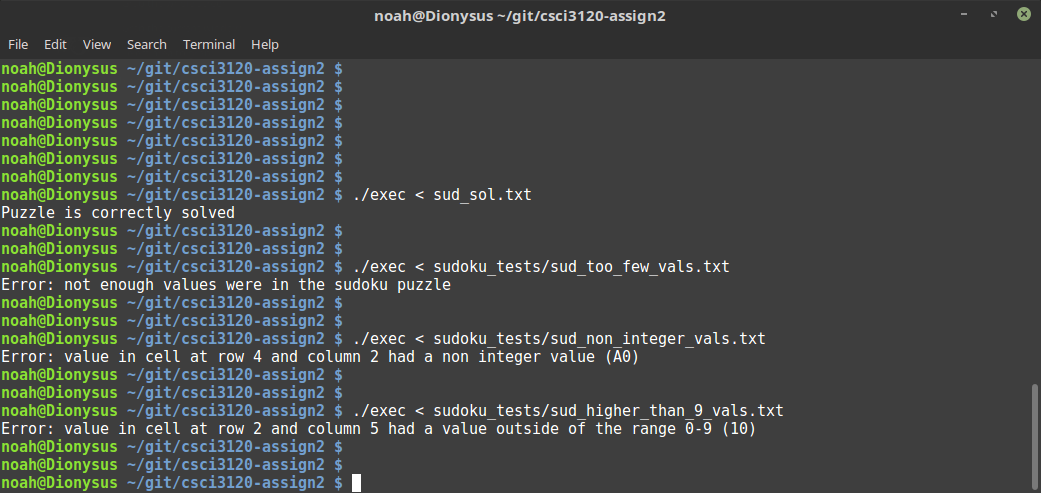 noah@Dionysus ~/git/csci3120-assign2
File Edit View Search Terminal Help
noah@Dionysus ~/git/csci3120-assign2 $
noah@Dionysus ~/git/csci3120-assign2 $
noah@Dionysus ~/git/csci3120-assign2 $
noah@Dionysus ~/git/csci3120-assign2 $
noah@Dionysus ~/git/csci3120-assign2 $
noah@Dionysus ~/git/csci3120-assign2 $
noah@Dionysus ~/git/csci3120-assign2 $
noah@Dionysus ~/git/csci3120-assign2 $ ./exec < sud_sol.txt
Puzzle is correctly solved
noah@Dionysus ~/git/csci3120-assign2 $
noah@Dionysus ~/git/csci3120-assign2 $
noah@Dionysus ~/git/csci3120-assign2 $ ./exec < sudoku_tests/sud_too_few_vals.txt
Error: not enough values were in the sudoku puzzle
noah@Dionysus ~/git/csci3120-assign2 $
noah@Dionysus ~/git/csci3120-assign2 $
noah@Dionysus ~/git/csci3120-assign2 $ ./exec < sudoku_tests/sud_non_integer_vals.txt
Error: value in cell at row 4 and column 2 had a non integer value (A0)
noah@Dionysus ~/git/csci3120-assign2 $
noah@Dionysus ~/git/csci3120-assign2 $
noah@Dionysus ~/git/csci3120-assign2 $ ./exec < sudoku_tests/sud_higher_than_9_vals.txt
Error: value in cell at row 2 and column 5 had a value outside of the range 0-9 (10)
noah@Dionysus ~/git/csci3120-assign2 $
noah@Dionysus ~/git/csci3120-assign2 $
noah@Dionysus ~/git/csci3120-assign2 $